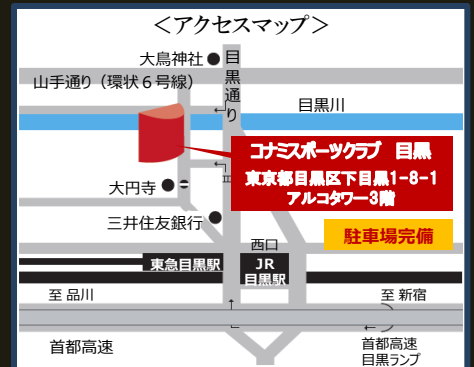 ＜アクセスマップ＞
大鳥神社
目黒通り
山手通り（環状６号線）
目黒川
コナミスポーツクラブ 目黒
東京都目黒区下目黒1-8-1
アルコタワー3階
大円寺
三井住友銀行
駐車場完備
西口
東急目黒駅
JR
目黒駅
至 品川
至 新宿
首都高速
首都高速
目黒ランプ